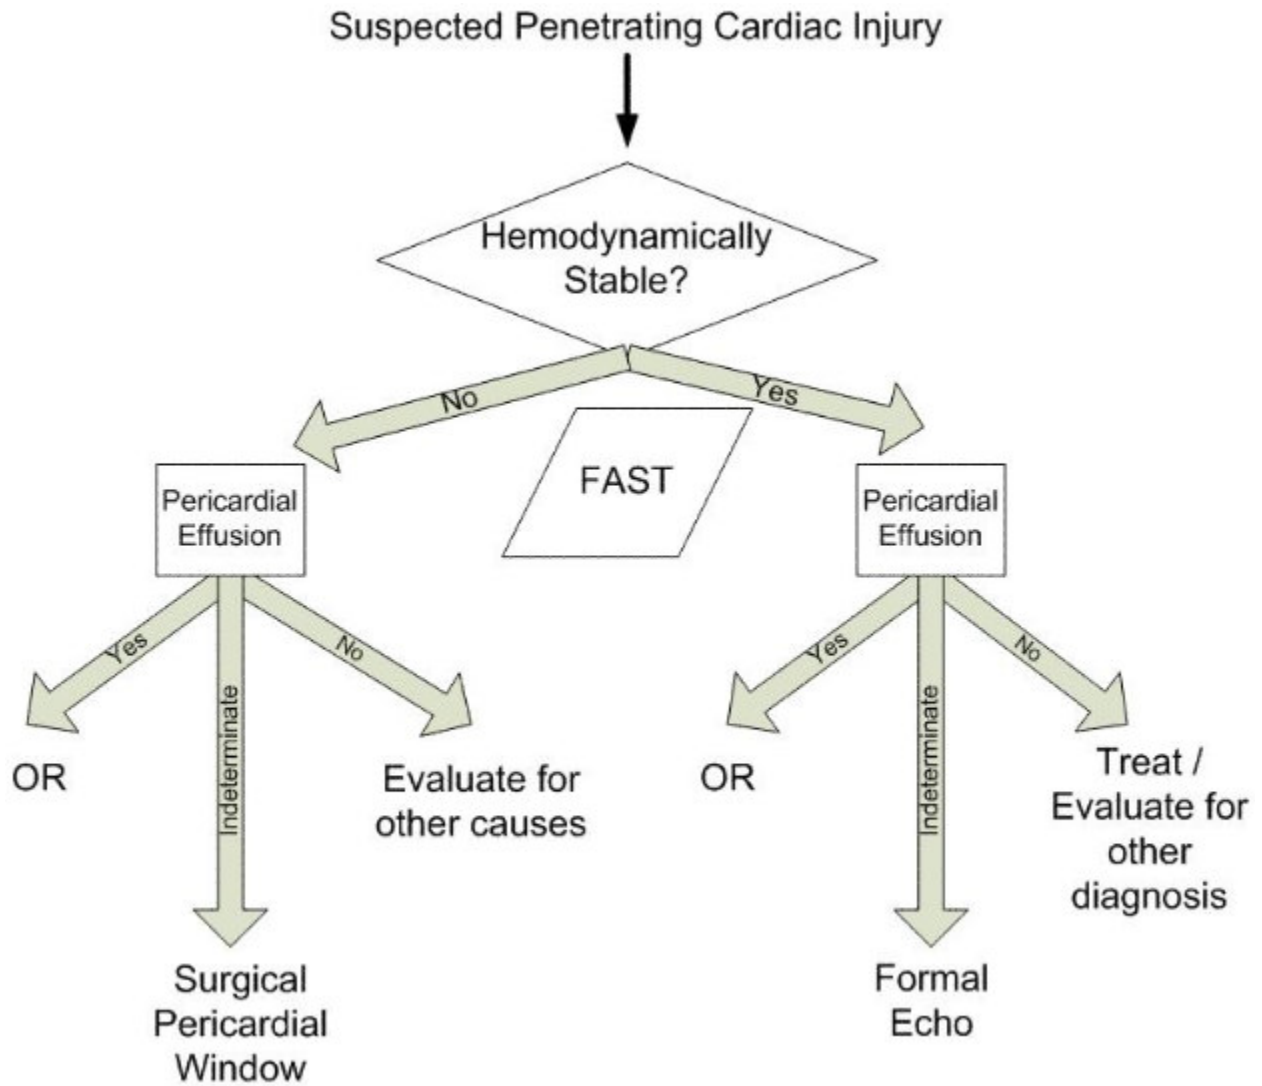 Suspected Penetrating Cardiac Injury
Hemodynamically
Stable?
No
Yes
FAST
Pericardial
Effusion
Pericardial
Effusion
Yes
Indeterminate
No
Yes
Indeterminate
No
OR
Evaluate for
other causes
OR
Treat /
Evaluate for
other
diagnosis
Surgical
Pericardial
Window
Formal
Echo